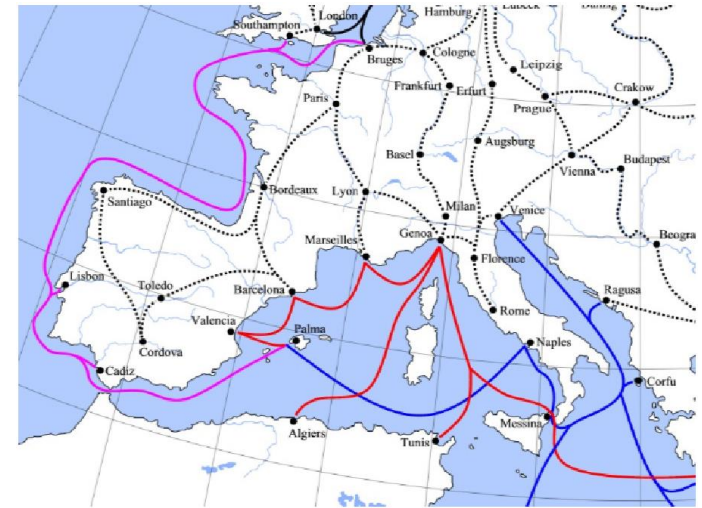 London
Hamburg
Southampton
Bruges
Cologne
Leipzig
Paris
Frankfurt
Erfurt
Prague
Crakow
Basel
Augsburg
Vienna
Budapest
Santiago
Bordeaux
Lyon
Milan
Venice
Genoa
Marseilles
Florence
Beogra
Lisbon
Toledo
Barcelona
Ragusa
Valencia
Palma
Rome
Cordova
Naples
Cadiz
Corfu
Algiers
Tunis
Messina